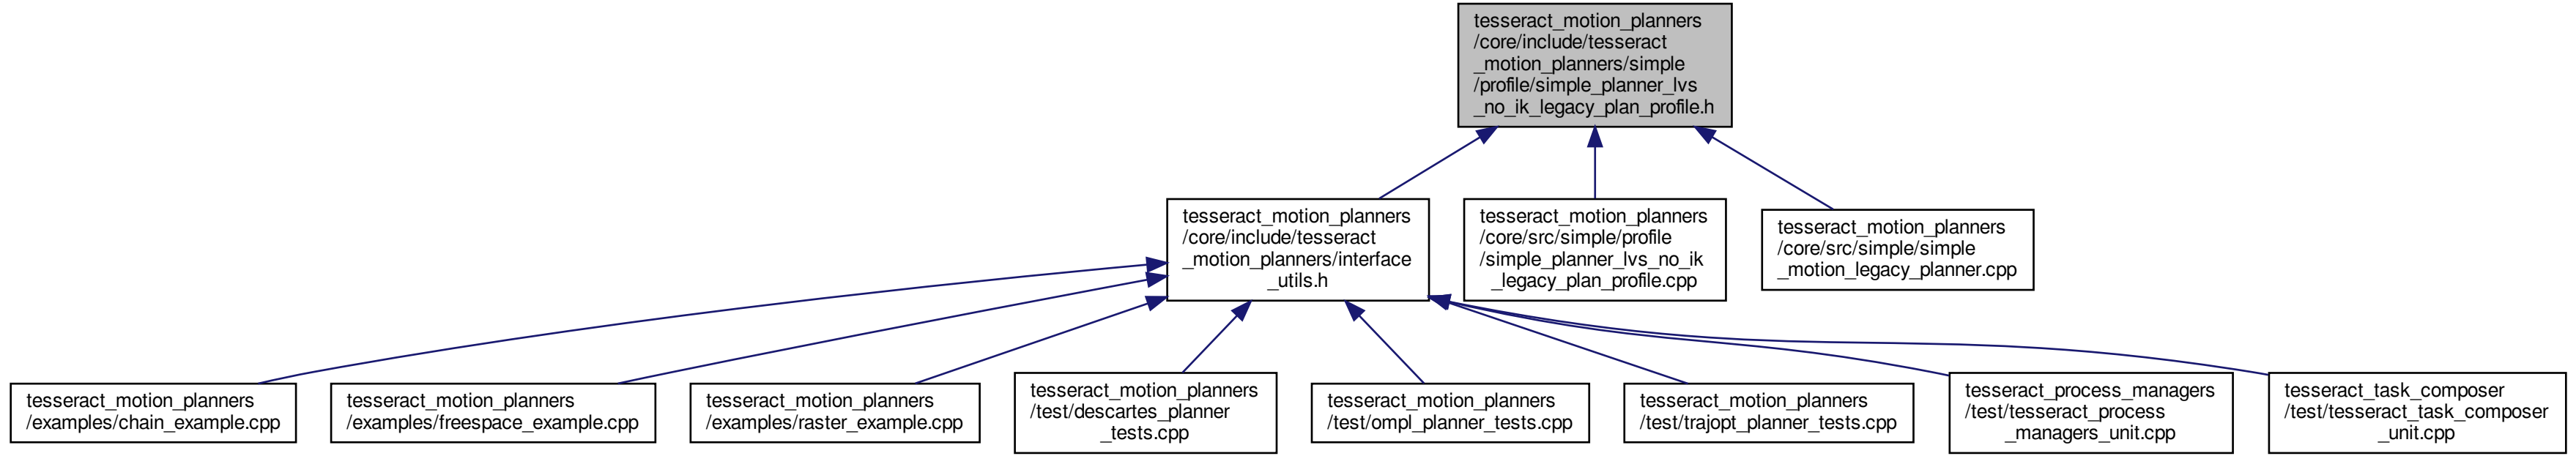 tesseract_motion_planners
/core/include/tesseract
_motion_planners/simple
/profile/simple_planner_lvs
_no_ik_legacy_plan_profile.h
tesseract_motion_planners
/core/include/tesseract
_motion_planners/interface
_utils.h
tesseract_motion_planners
/core/src/simple/profile
/simple_planner_lvs_no_ik
_legacy_plan_profile.cpp
tesseract_motion_planners
/core/src/simple/simple
_motion_legacy_planner.cpp
tesseract_motion_planners
/examples/chain_example.cpp
tesseract_motion_planners
/examples/freespace_example.cpp
tesseract_motion_planners
/examples/raster_example.cpp
tesseract_motion_planners
/test/descartes_planner
_tests.cpp
tesseract_motion_planners
/test/ompl_planner_tests.cpp
tesseract_motion_planners
/test/trajopt_planner_tests.cpp
tesseract_process_managers
/test/tesseract_process
_managers_unit.cpp
tesseract_task_composer
/test/tesseract_task_composer
_unit.cpp